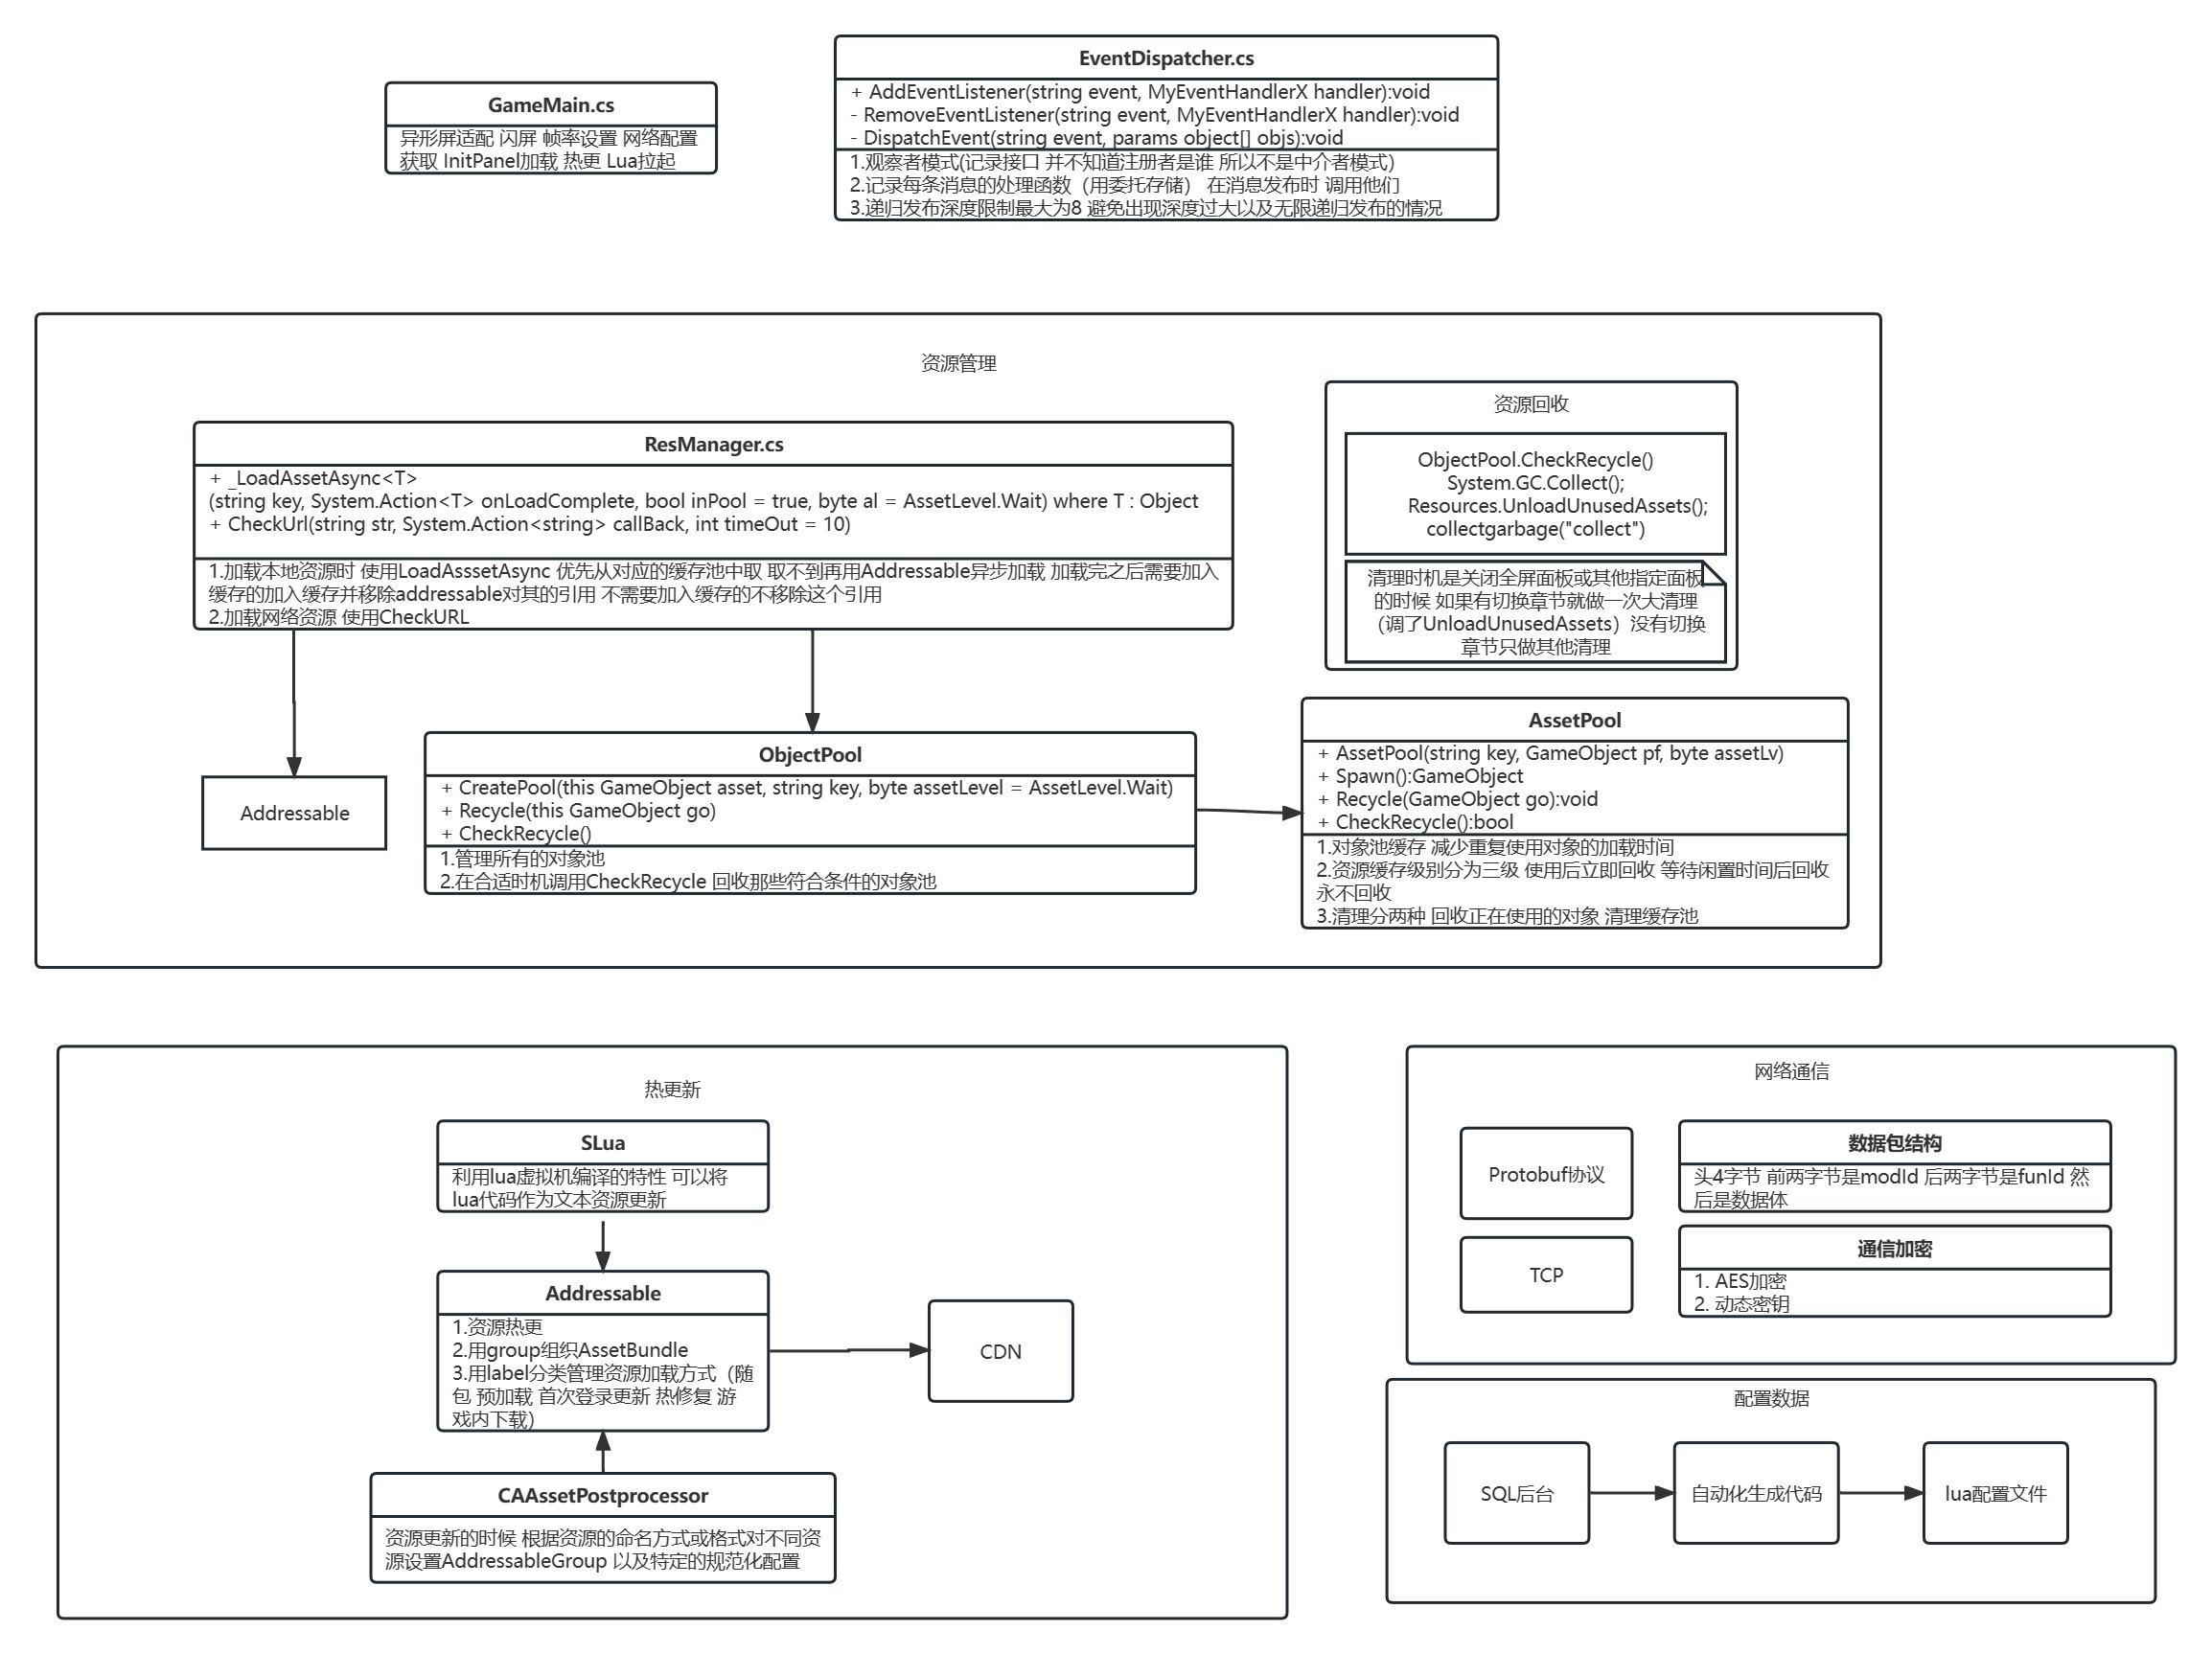 GameMain.cs
异形屏适配 闪屏 帧率设置 网络配置
获取 InitPanel加载 热更 Lua拉起
EventDispatcher.cs
+ AddEventListener(string event, MyEventHandlerX handler):void
- RemoveEventListener(string event, MyEventHandlerX handler):void
- DispatchEvent(string event, params object[] objs):void
1.观察者模式(记录接口 并不知道注册者是谁 所以不是中介者模式)
2.记录每条消息的处理函数（用委托存储） 在消息发布时 调用他们
3.递归发布深度限制最大为8 避免出现深度过大以及无限递归发布的情况
资源管理
ResManager.cs
+ _LoadAssetAsync<T>
(string key, System.Action<T> onLoadComplete, bool inPool = true, byte al = AssetLevel.Wait) where T : Object
+ CheckUrl(string str, System.Action<string> callBack, int timeOut = 10)
1.加载本地资源时 使用LoadAsssetAsync 优先从对应的缓存池中取 取不到再用Addressable异步加载 加载完之后需要加入
缓存的加入缓存并移除addressable对其的引用 不需要加入缓存的不移除这个引用
2.加载网络资源 使用CheckURL
资源回收
ObjectPool.CheckRecycle()
System.GC.Collect();
Resources.UnloadUnusedAssets();
collectgarbage("collect")
清理时机是关闭全屏面板或其他指定面板
的时候 如果有切换章节就做一次大清理
（调了UnloadUnusedAssets）没有切换
章节只做其他清理
Addressable
ObjectPool
+ CreatePool(this GameObject asset, string key, byte assetLevel = AssetLevel.Wait)
+ Recycle(this GameObject go)
+ CheckRecycle()
1.管理所有的对象池
2.在合适时机调用CheckRecycle 回收那些符合条件的对象池
AssetPool
+ AssetPool(string key, GameObject pf, byte assetLv)
+ Spawn():GameObject
+ Recycle(GameObject go):void
+ CheckRecycle():bool
1.对象池缓存 减少重复使用对象的加载时间
2.资源缓存级别分为三级 使用后立即回收 等待闲置时间后回收
永不回收
3.清理分两种 回收正在使用的对象 清理缓存池
热更新
SLua
利用lua虚拟机编译的特性 可以将
lua代码作为文本资源更新
Addressable
1.资源热更
2.用group组织AssetBundle
3.用label分类管理资源加载方式（随
包 预加载 首次登录更新 热修复 游
戏内下载）
CDN
CAAssetPostprocessor
资源更新的时候 根据资源的命名方式或格式对不同资
源设置AddressableGroup 以及特定的规范化配置
网络通信
Protobuf协议
TCP
数据包结构
头4字节 前两字节是modId 后两字节是funId 然
后是数据体
通信加密
1. AES加密
2. 动态密钥
配置数据
SQL后台
自动化生成代码
lua配置文件